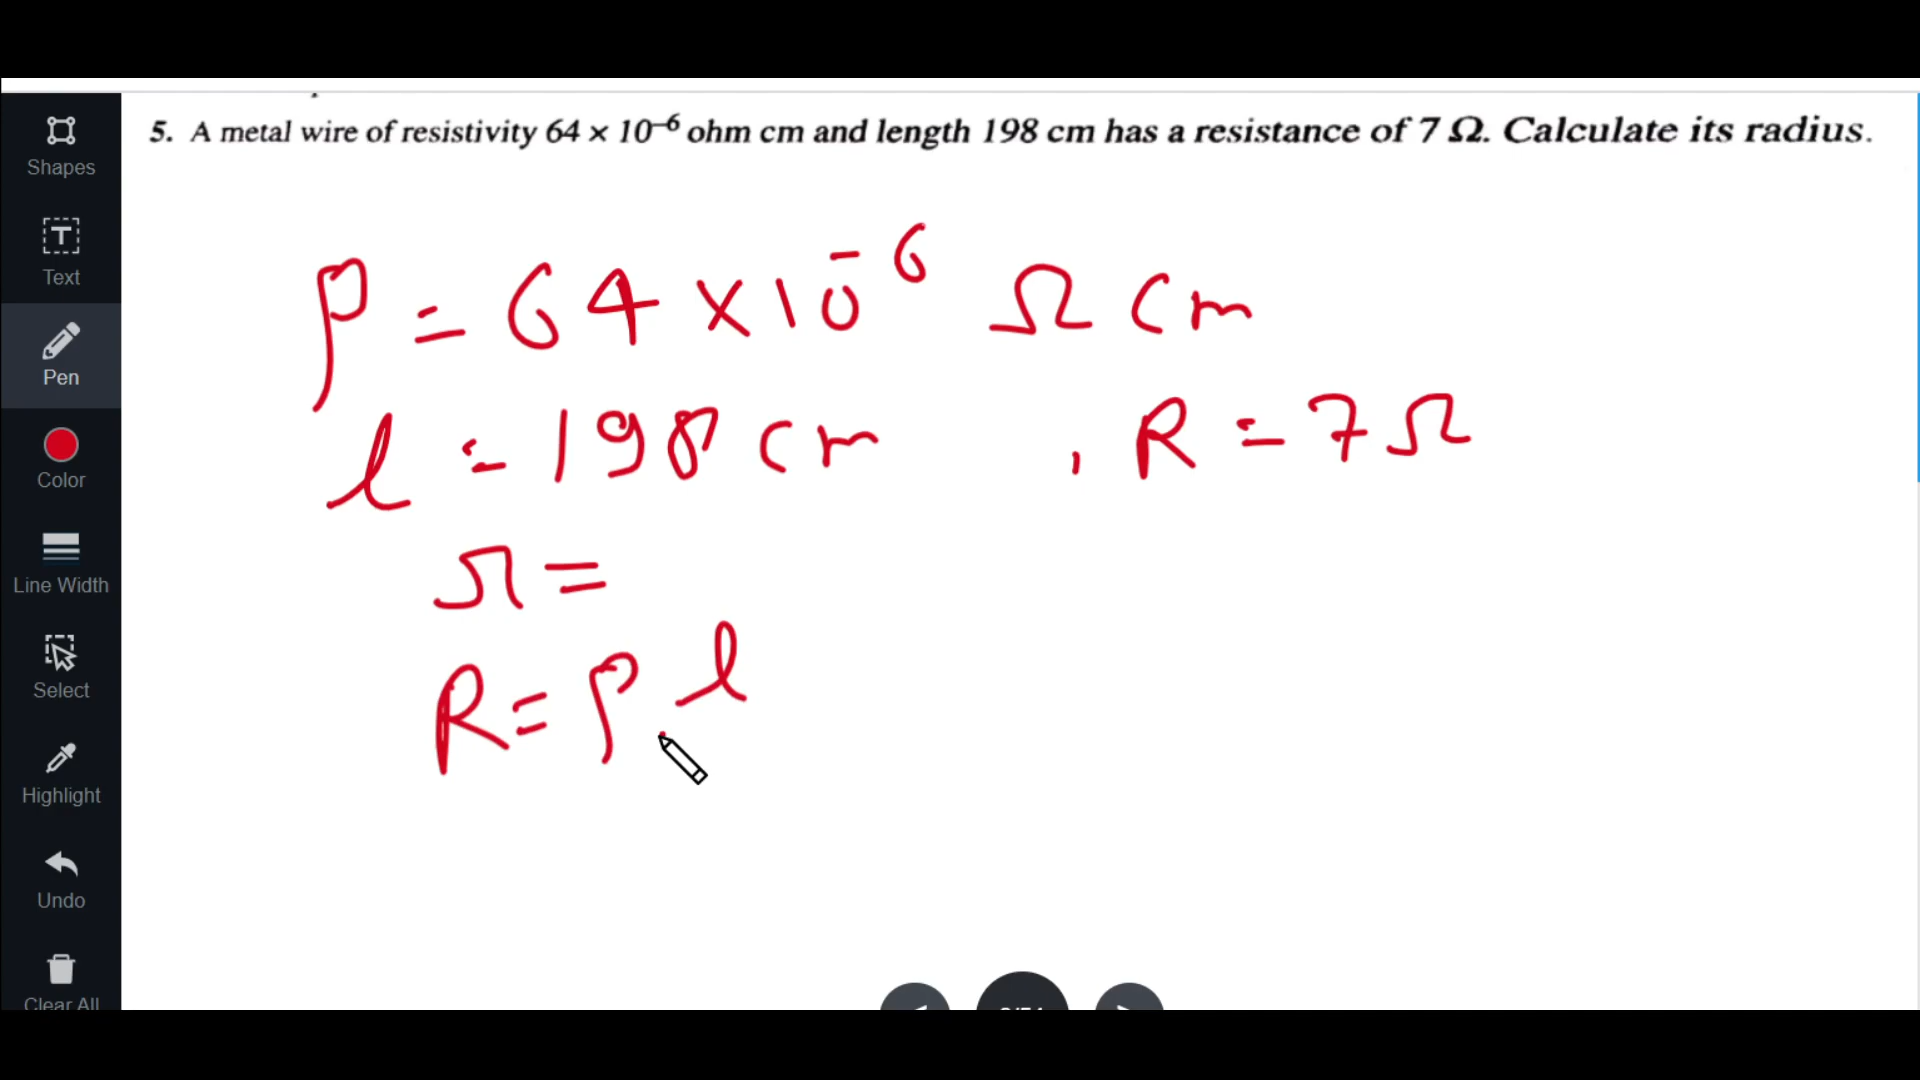 5. A metal wire of resistivity 64 × 10⁻⁶ ohm cm and length 198 cm has a resistance of 7 Ω. Calculate its radius.
Shapes
Text
Pen
Color
Line Width
Select
Highlight
Undo
Clear All
ρ = 64 × 10⁻⁶ Ω cm
l = 198 cm , R = 7 Ω
r =
R = ρ l